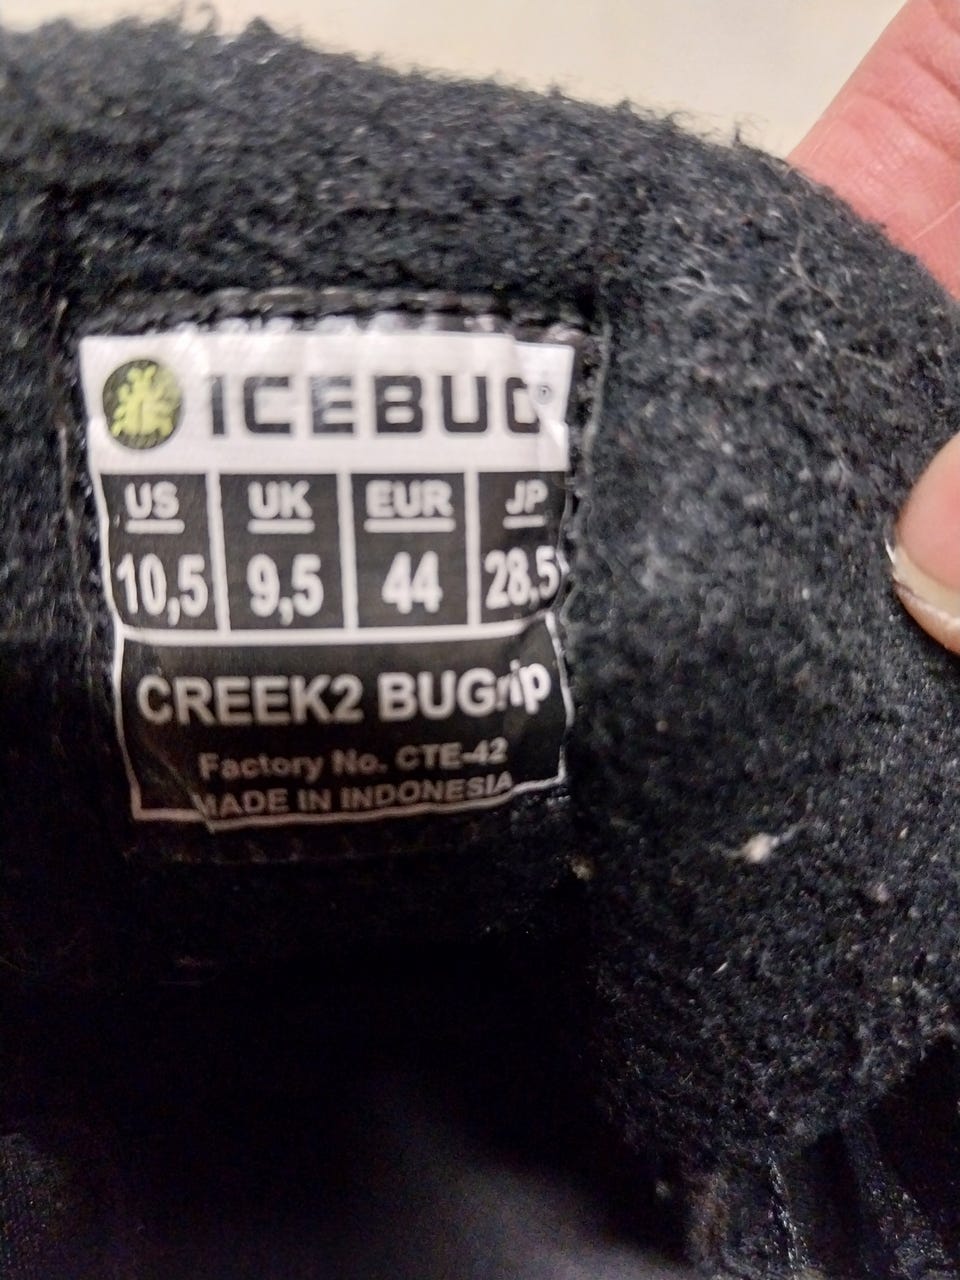 ICEBUG®
US UK EUR JP
10,5 9,5 44 28,5
CREEK2 BUGrip
Factory No. CTE-42
MADE IN INDONESIA